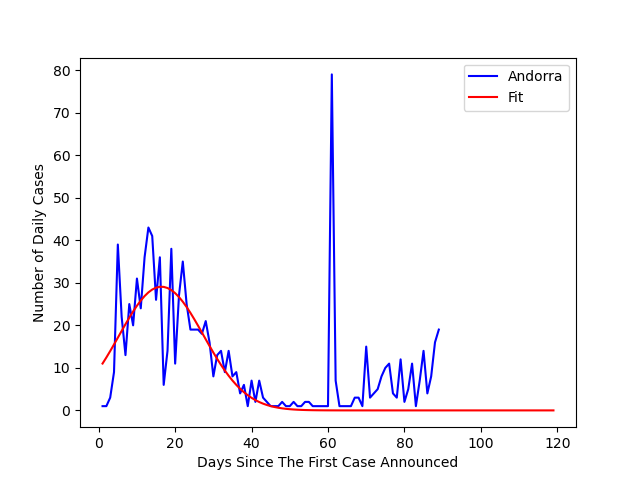 Andorra
Fit
Number of Daily Cases
80
70
60
50
40
30
20
10
0
0 20 40 60 80 100 120
Days Since The First Case Announced